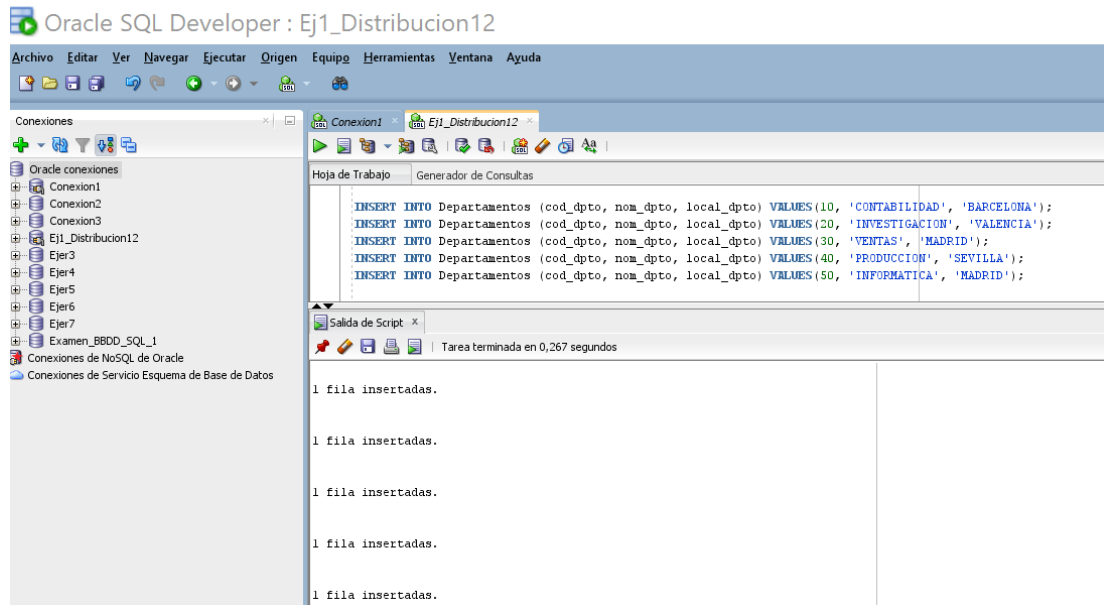 Oracle SQL Developer : Ej1_Distribucion12
Archivo Editar Ver Navegar Ejecutar Origen Equipo Herramientas Ventana Ayuda
Conexiones
Oracle conexiones
Conexion1
Conexion2
Conexion3
Ej1_Distribucion12
Ejer3
Ejer4
Ejer5
Ejer6
Ejer7
Examen_BBDD_SQL_1
Conexiones de NoSQL de Oracle
Conexiones de Servicio Esquema de Base de Datos
Conexion1 Ej1_Distribucion12
Hoja de Trabajo Generador de Consultas
INSERT INTO Departamentos (cod_dpto, nom_dpto, local_dpto) VALUES(10, 'CONTABILIDAD', 'BARCELONA');
INSERT INTO Departamentos (cod_dpto, nom_dpto, local_dpto) VALUES(20, 'INVESTIGACION', 'VALENCIA');
INSERT INTO Departamentos (cod_dpto, nom_dpto, local_dpto) VALUES(30, 'VENTAS', 'MADRID');
INSERT INTO Departamentos (cod_dpto, nom_dpto, local_dpto) VALUES(40, 'PRODUCCION', 'SEVILLA');
INSERT INTO Departamentos (cod_dpto, nom_dpto, local_dpto) VALUES(50, 'INFORMATICA', 'MADRID');
Salida de Script
Tarea terminada en 0,267 segundos
1 fila insertadas.
1 fila insertadas.
1 fila insertadas.
1 fila insertadas.
1 fila insertadas.